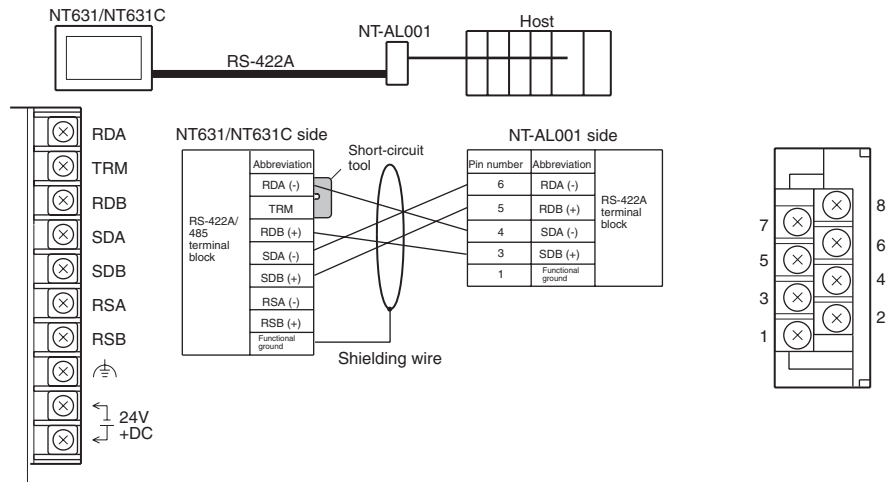 NT631/NT631C
RS-422A
NT-AL001
Host
RDA
TRM
RDB
SDA
SDB
RSA
RSB
24V
+DC
NT631/NT631C side
RS-422A/
485
terminal
block
Abbreviation
RDA (-)
TRM
RDB (+)
SDA (-)
SDB (+)
RSA (-)
RSB (+)
Functional
ground
Short-circuit
tool
Shielding wire
NT-AL001 side
Pin number Abbreviation
6 RDA (-)
5 RDB (+)
4 SDA (-)
3 SDB (+)
1 Functional
ground
RS-422A
terminal
block
7
5
3
1
8
6
4
2